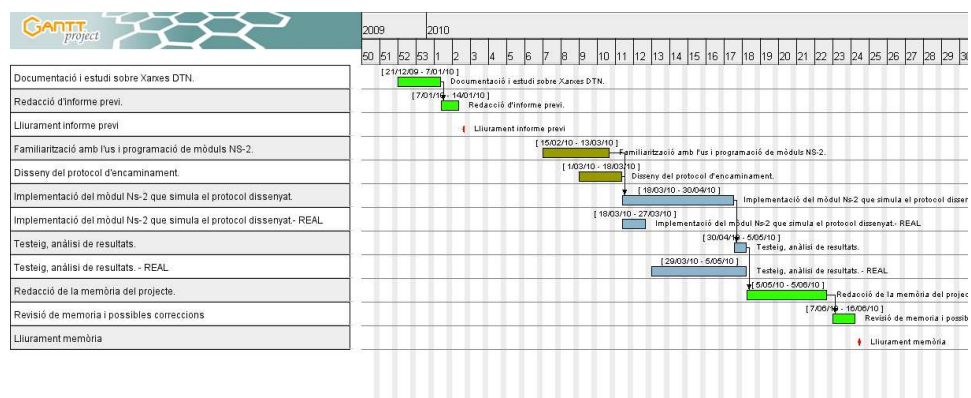 GANTT
project
2009
2010
50 51 52 53 1 2 3 4 5 6 7 8 9 10 11 12 13 14 15 16 17 18 19 20 21 22 23 24 25 26 27 28 29 30
Documentació i estudi sobre Xarxes DTN.
[ 21/12/09 - 7/01/10 ]
Documentació i estudi sobre Xarxes DTN.
Redacció d'informe previ.
[ 7/01/10 - 14/01/10 ]
Redacció d'informe previ.
Lliurament informe previ
Lliurament informe previ
Familiarització amb l'us i programació de mòduls NS-2.
[ 15/02/10 - 13/03/10 ]
Familiarització amb l'us i programació de mòduls NS-2.
Disseny del protocol d'encaminament.
[ 1/03/10 - 18/03/10 ]
Disseny del protocol d'encaminament.
Implementació del mòdul Ns-2 que simula el protocol dissenyat.
[ 18/03/10 - 30/04/10 ]
Implementació del mòdul Ns-2 que simula el protocol dissen
Implementació del mòdul Ns-2 que simula el protocol dissenyat.- REAL
[ 18/03/10 - 27/03/10 ]
Implementació del mòdul Ns-2 que simula el protocol dissenyat.- REAL
Testeig, anàlisi de resultats.
[ 30/04/10 - 5/05/10 ]
Testeig, anàlisi de resultats.
Testeig, anàlisi de resultats. - REAL
[ 29/03/10 - 5/05/10 ]
Testeig, anàlisi de resultats. - REAL
Redacció de la memòria del projecte.
[ 5/05/10 - 5/06/10 ]
Redacció de la memòria del projec
Revisió de memoria i possibles correccions
[ 7/06/10 - 16/06/10 ]
Revisió de memoria i possib
Lliurament memòria
Lliurament memòria